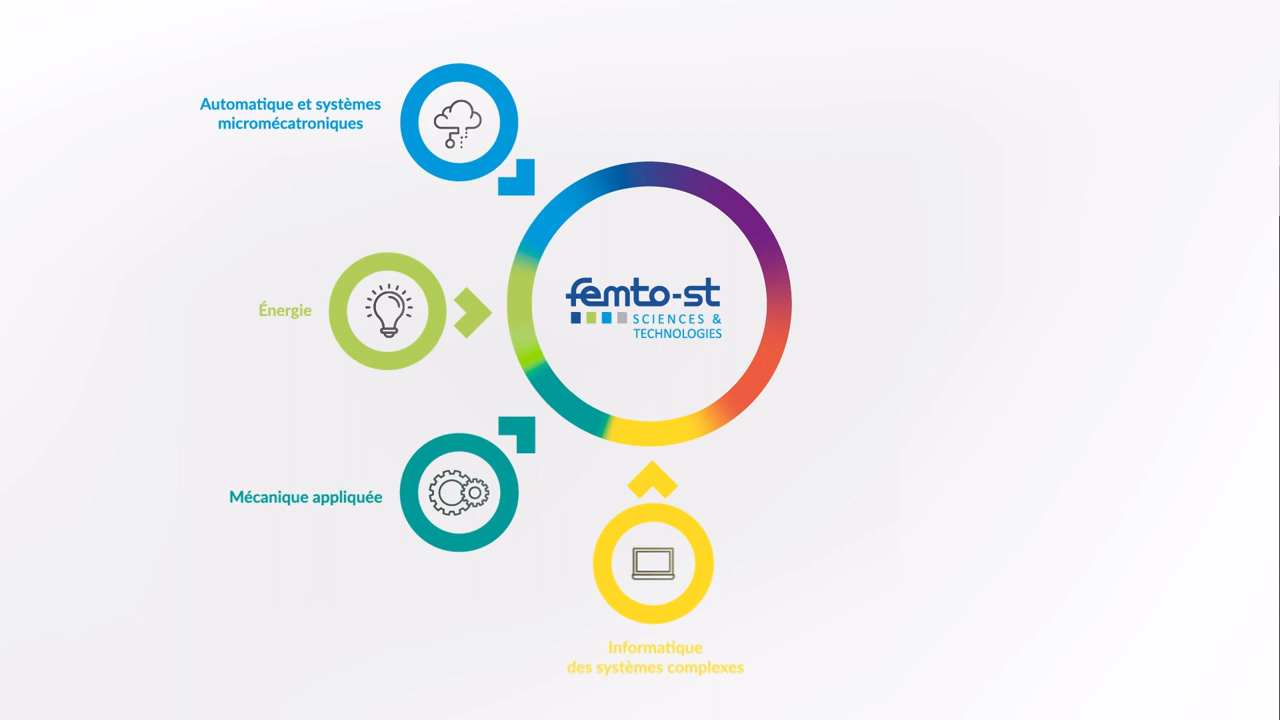 Automatique et systèmes
micromécatroniques
Énergie
femto-st
SCIENCES &
TECHNOLOGIES
Mécanique appliquée
Informatique
des systèmes complexes